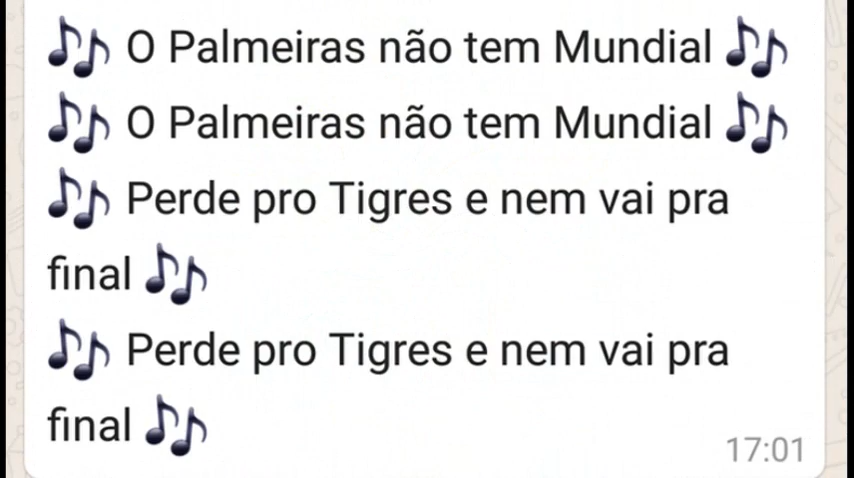 🎶 O Palmeiras não tem Mundial 🎶
🎶 O Palmeiras não tem Mundial 🎶
🎶 Perde pro Tigres e nem vai pra
final 🎶
🎶 Perde pro Tigres e nem vai pra
final 🎶
17:01